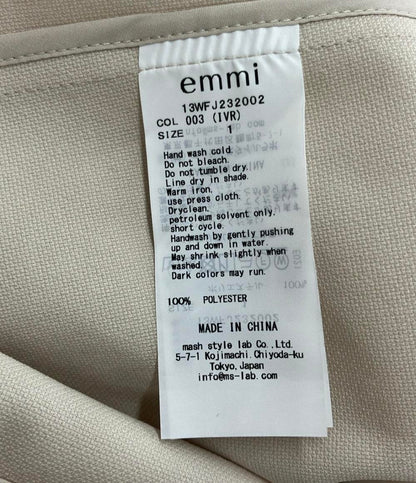 emmi
13WFJ232002
COL 003 (IVR)
SIZE 1
Hand wash cold.
Do not bleach.
Do not tumble dry.
Line dry in shade.
Warm iron.
use press cloth.
Dryclean.
petroleum solvent only.
short cycle.
Handwash by gently pushing
up and down in water.
May shrink slightly when
washed.
Dark colors may run.
100% POLYESTER
MADE IN CHINA
mash style lab Co.,Ltd.
5-7-1 Kojimachi.Chiyoda-ku
Tokyo,Japan
info@ms-lab.com